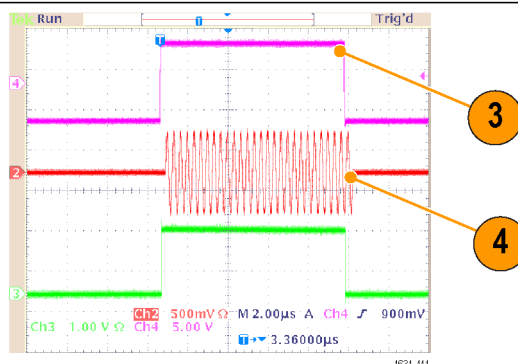 Tek Run Trig'd
T
T
4
3
2
4
3
Ch2 500mV Ω M 2.00µs A Ch4 ∫ 900mV
Ch3 1.00 V Ω Ch4 5.00 V
T→▼ 3.36000µs